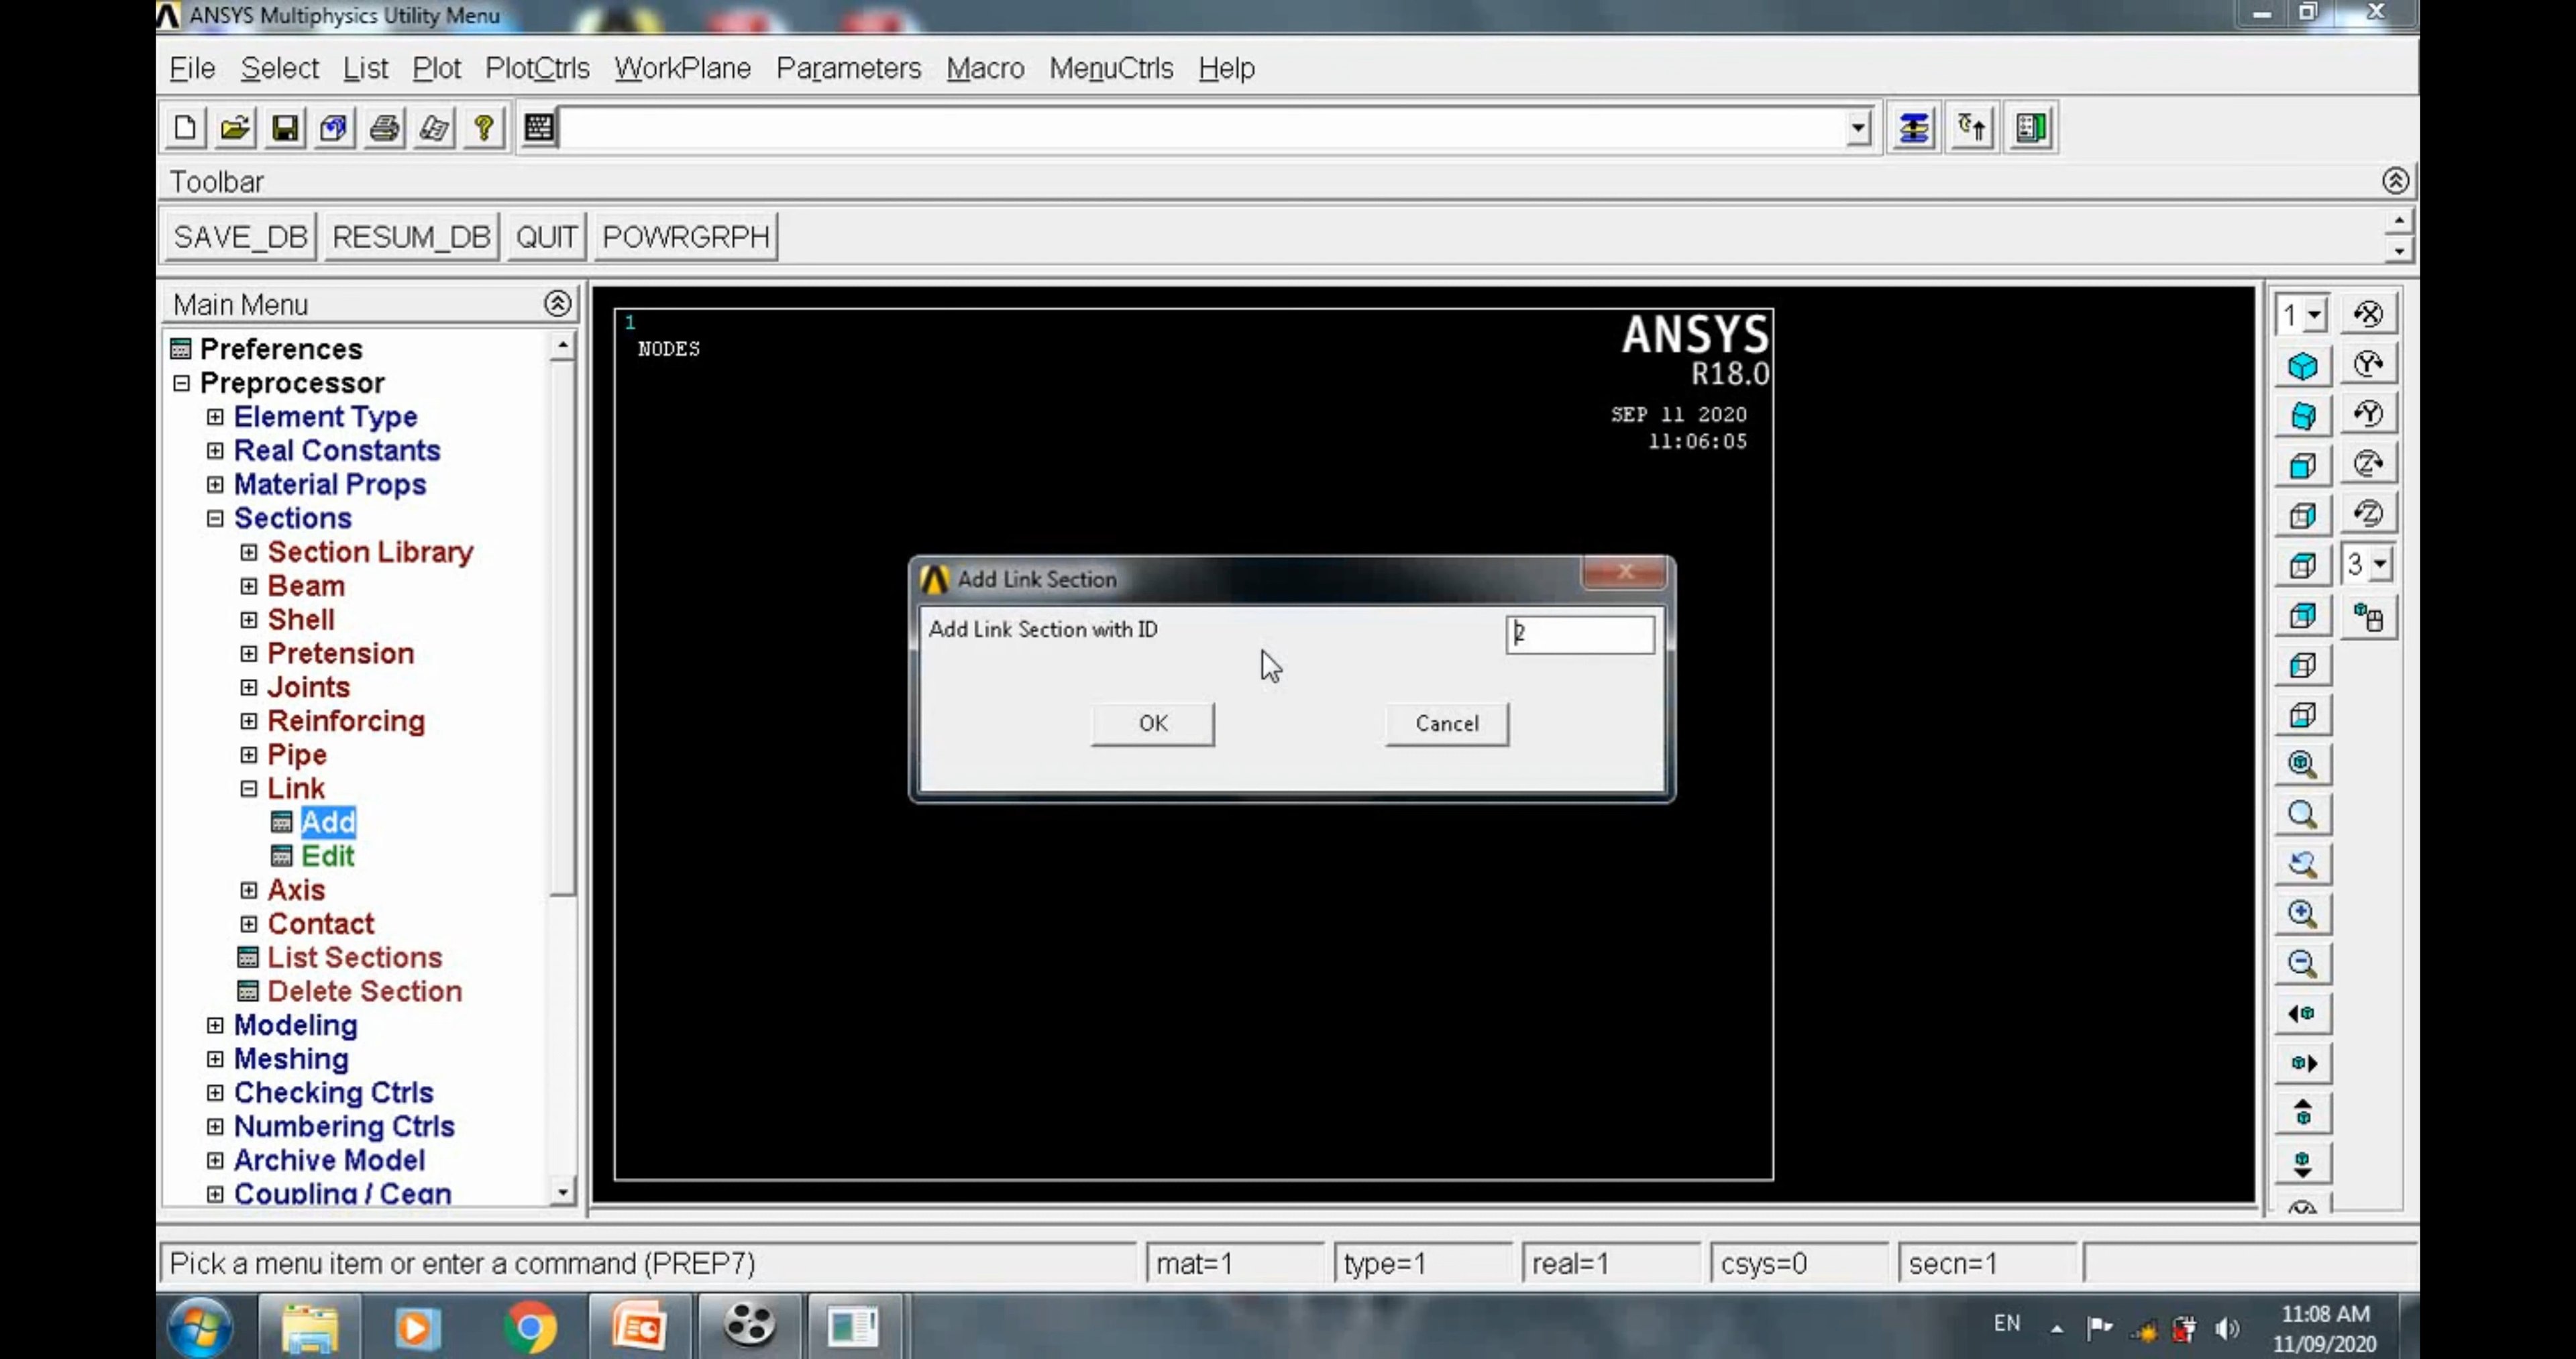 ANSYS Multiphysics Utility Menu
File Select List Plot PlotCtrls WorkPlane Parameters Macro MenuCtrls Help
Toolbar
SAVE_DB RESUM_DB QUIT POWRGRPH
Main Menu
Preferences
Preprocessor
Element Type
Real Constants
Material Props
Sections
Section Library
Beam
Shell
Pretension
Joints
Reinforcing
Pipe
Link
Add
Edit
Axis
Contact
List Sections
Delete Section
Modeling
Meshing
Checking Ctrls
Numbering Ctrls
Archive Model
Coupling / Ceqn
1
NODES
ANSYS
R18.0
SEP 11 2020
11:06:05
Add Link Section
Add Link Section with ID 2
OK Cancel
1
X
Y
Y
Z
Z
3
Pick a menu item or enter a command (PREP7) mat=1 type=1 real=1 csys=0 secn=1
EN
11:08 AM
11/09/2020